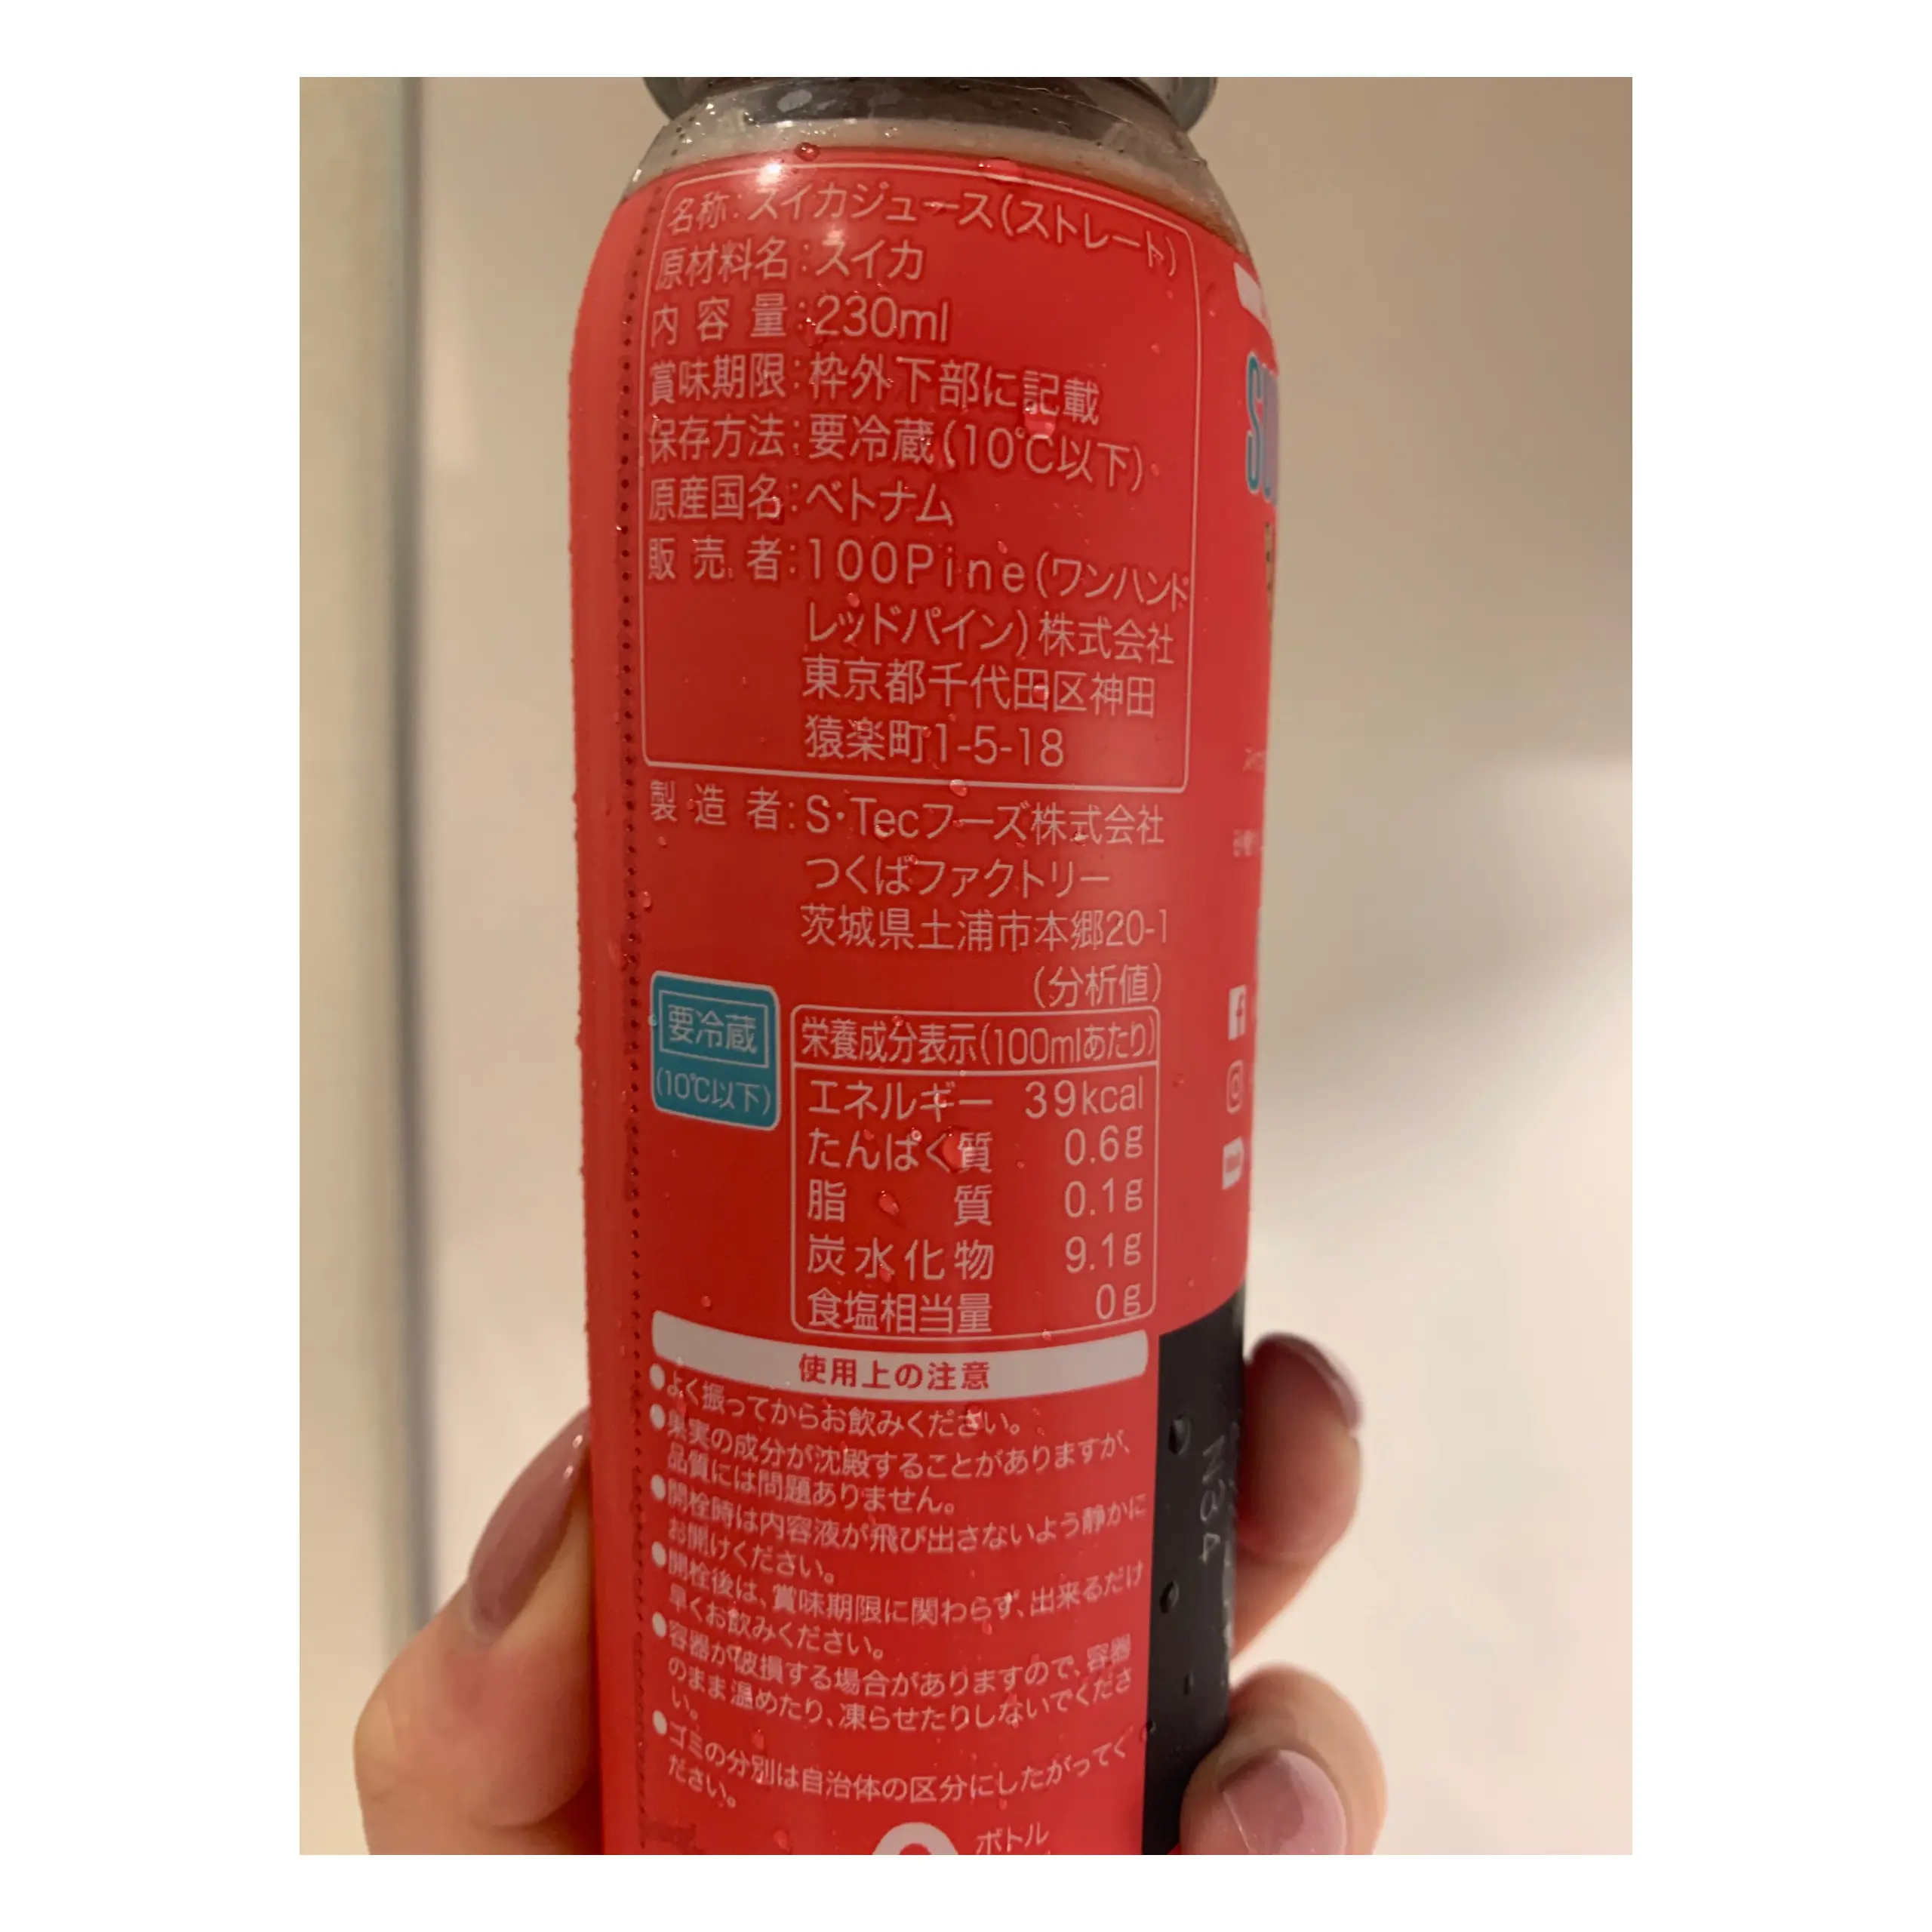 名称:スイカジュース(ストレート)
原材料名:スイカ
内容量:230ml
賞味期限:枠外下部に記載
保存方法:要冷蔵(10℃以下)
原産国名:ベトナム
販売者:100Pine(ワンハンド
レッドパイン)株式会社
東京都千代田区神田
猿楽町1-5-18
製造者:S・Tecフーズ株式会社
つくばファクトリー
茨城県土浦市本郷20-1
(分析値)
要冷蔵
(10℃以下)
栄養成分表示(100mlあたり)
エネルギー 39kcal
たんぱく質 0.6g
脂質 0.1g
炭水化物 9.1g
食塩相当量 0g
使用上の注意
●よく振ってからお飲みください。
●果実の成分が沈殿することがありますが、
品質には問題ありません。
●開栓時は内容液が飛び出さないよう静かに
お開けください。
●開栓後は、賞味期限に関わらず、出来るだけ
早くお飲みください。
●容器が破損する場合がありますので、容器
のまま温めたり、凍らせたりしないでくださ
い。
●ゴミの分別は自治体の区分にしたがってく
ださい。
ボトル